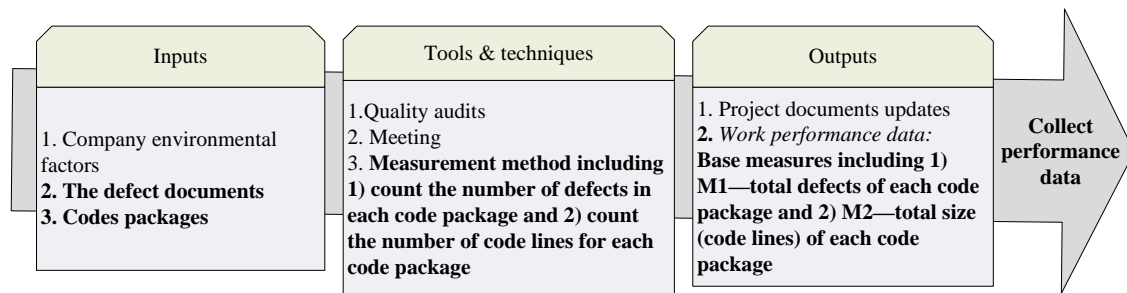 Inputs
1. Company environmental
factors
2. The defect documents
3. Codes packages
Tools & techniques
1.Quality audits
2. Meeting
3. Measurement method including
1) count the number of defects in
each code package and 2) count
the number of code lines for each
code package
Outputs
1. Project documents updates
2. Work performance data:
Base measures including 1)
M1—total defects of each code
package and 2) M2—total size
(code lines) of each code
package
Collect
performance
data